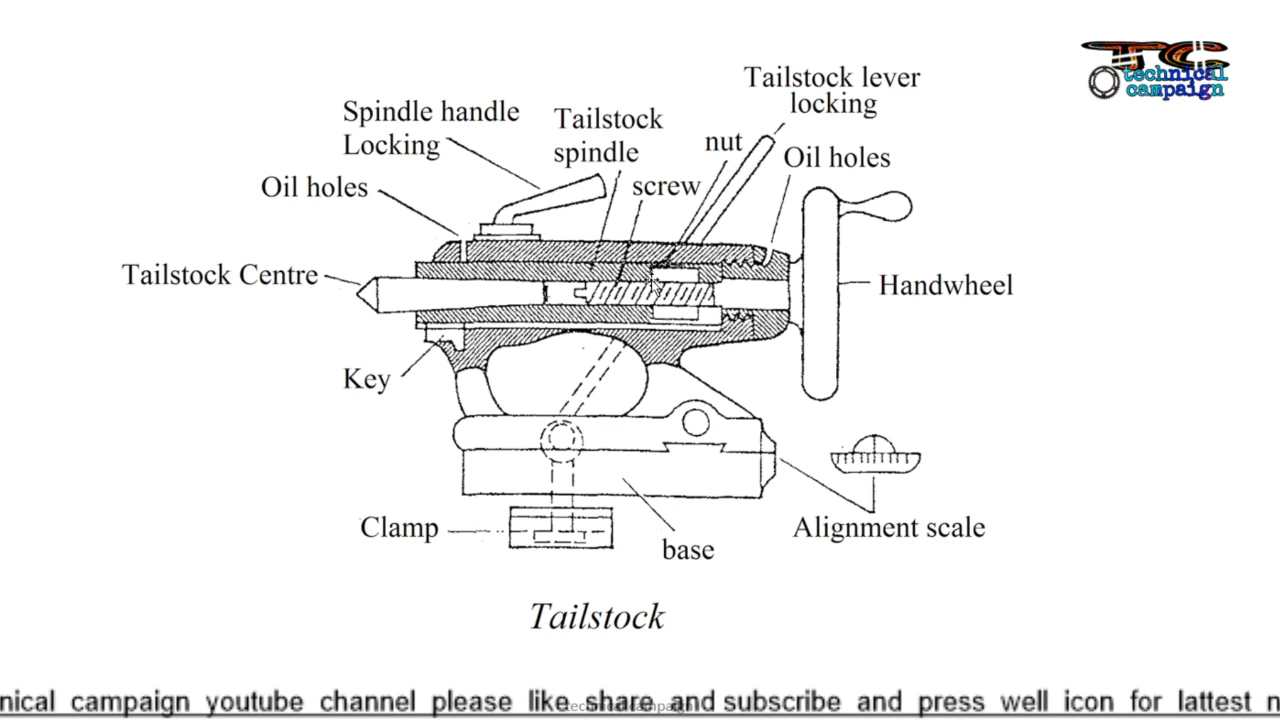 TC
technical
campaign
Tailstock lever
locking
Spindle handle
Locking
Tailstock
spindle
nut
Oil holes
screw
Oil holes
Tailstock Centre
Handwheel
Key
Clamp
base
Alignment scale
Tailstock
nical campaign youtube channel please like share and subscribe and press well icon for lattest n
technicalcampaign